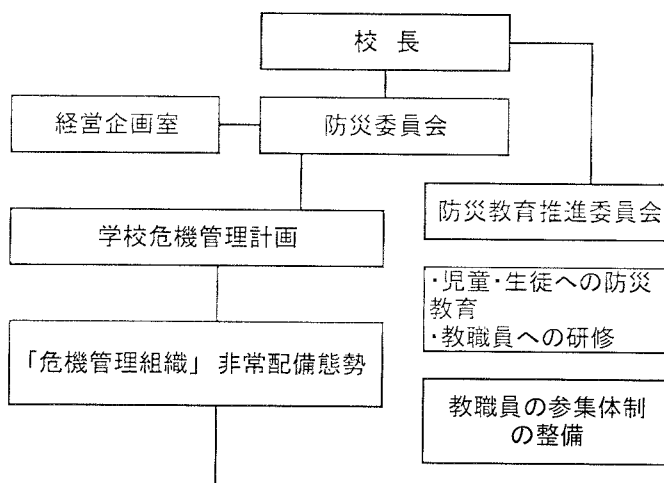 校 長
経営企画室
防災委員会
防災教育推進委員会
学校危機管理計画
・児童・生徒への防災
教育
・教職員への研修
「危機管理組織」 非常配備態勢
教職員の参集体制
の整備